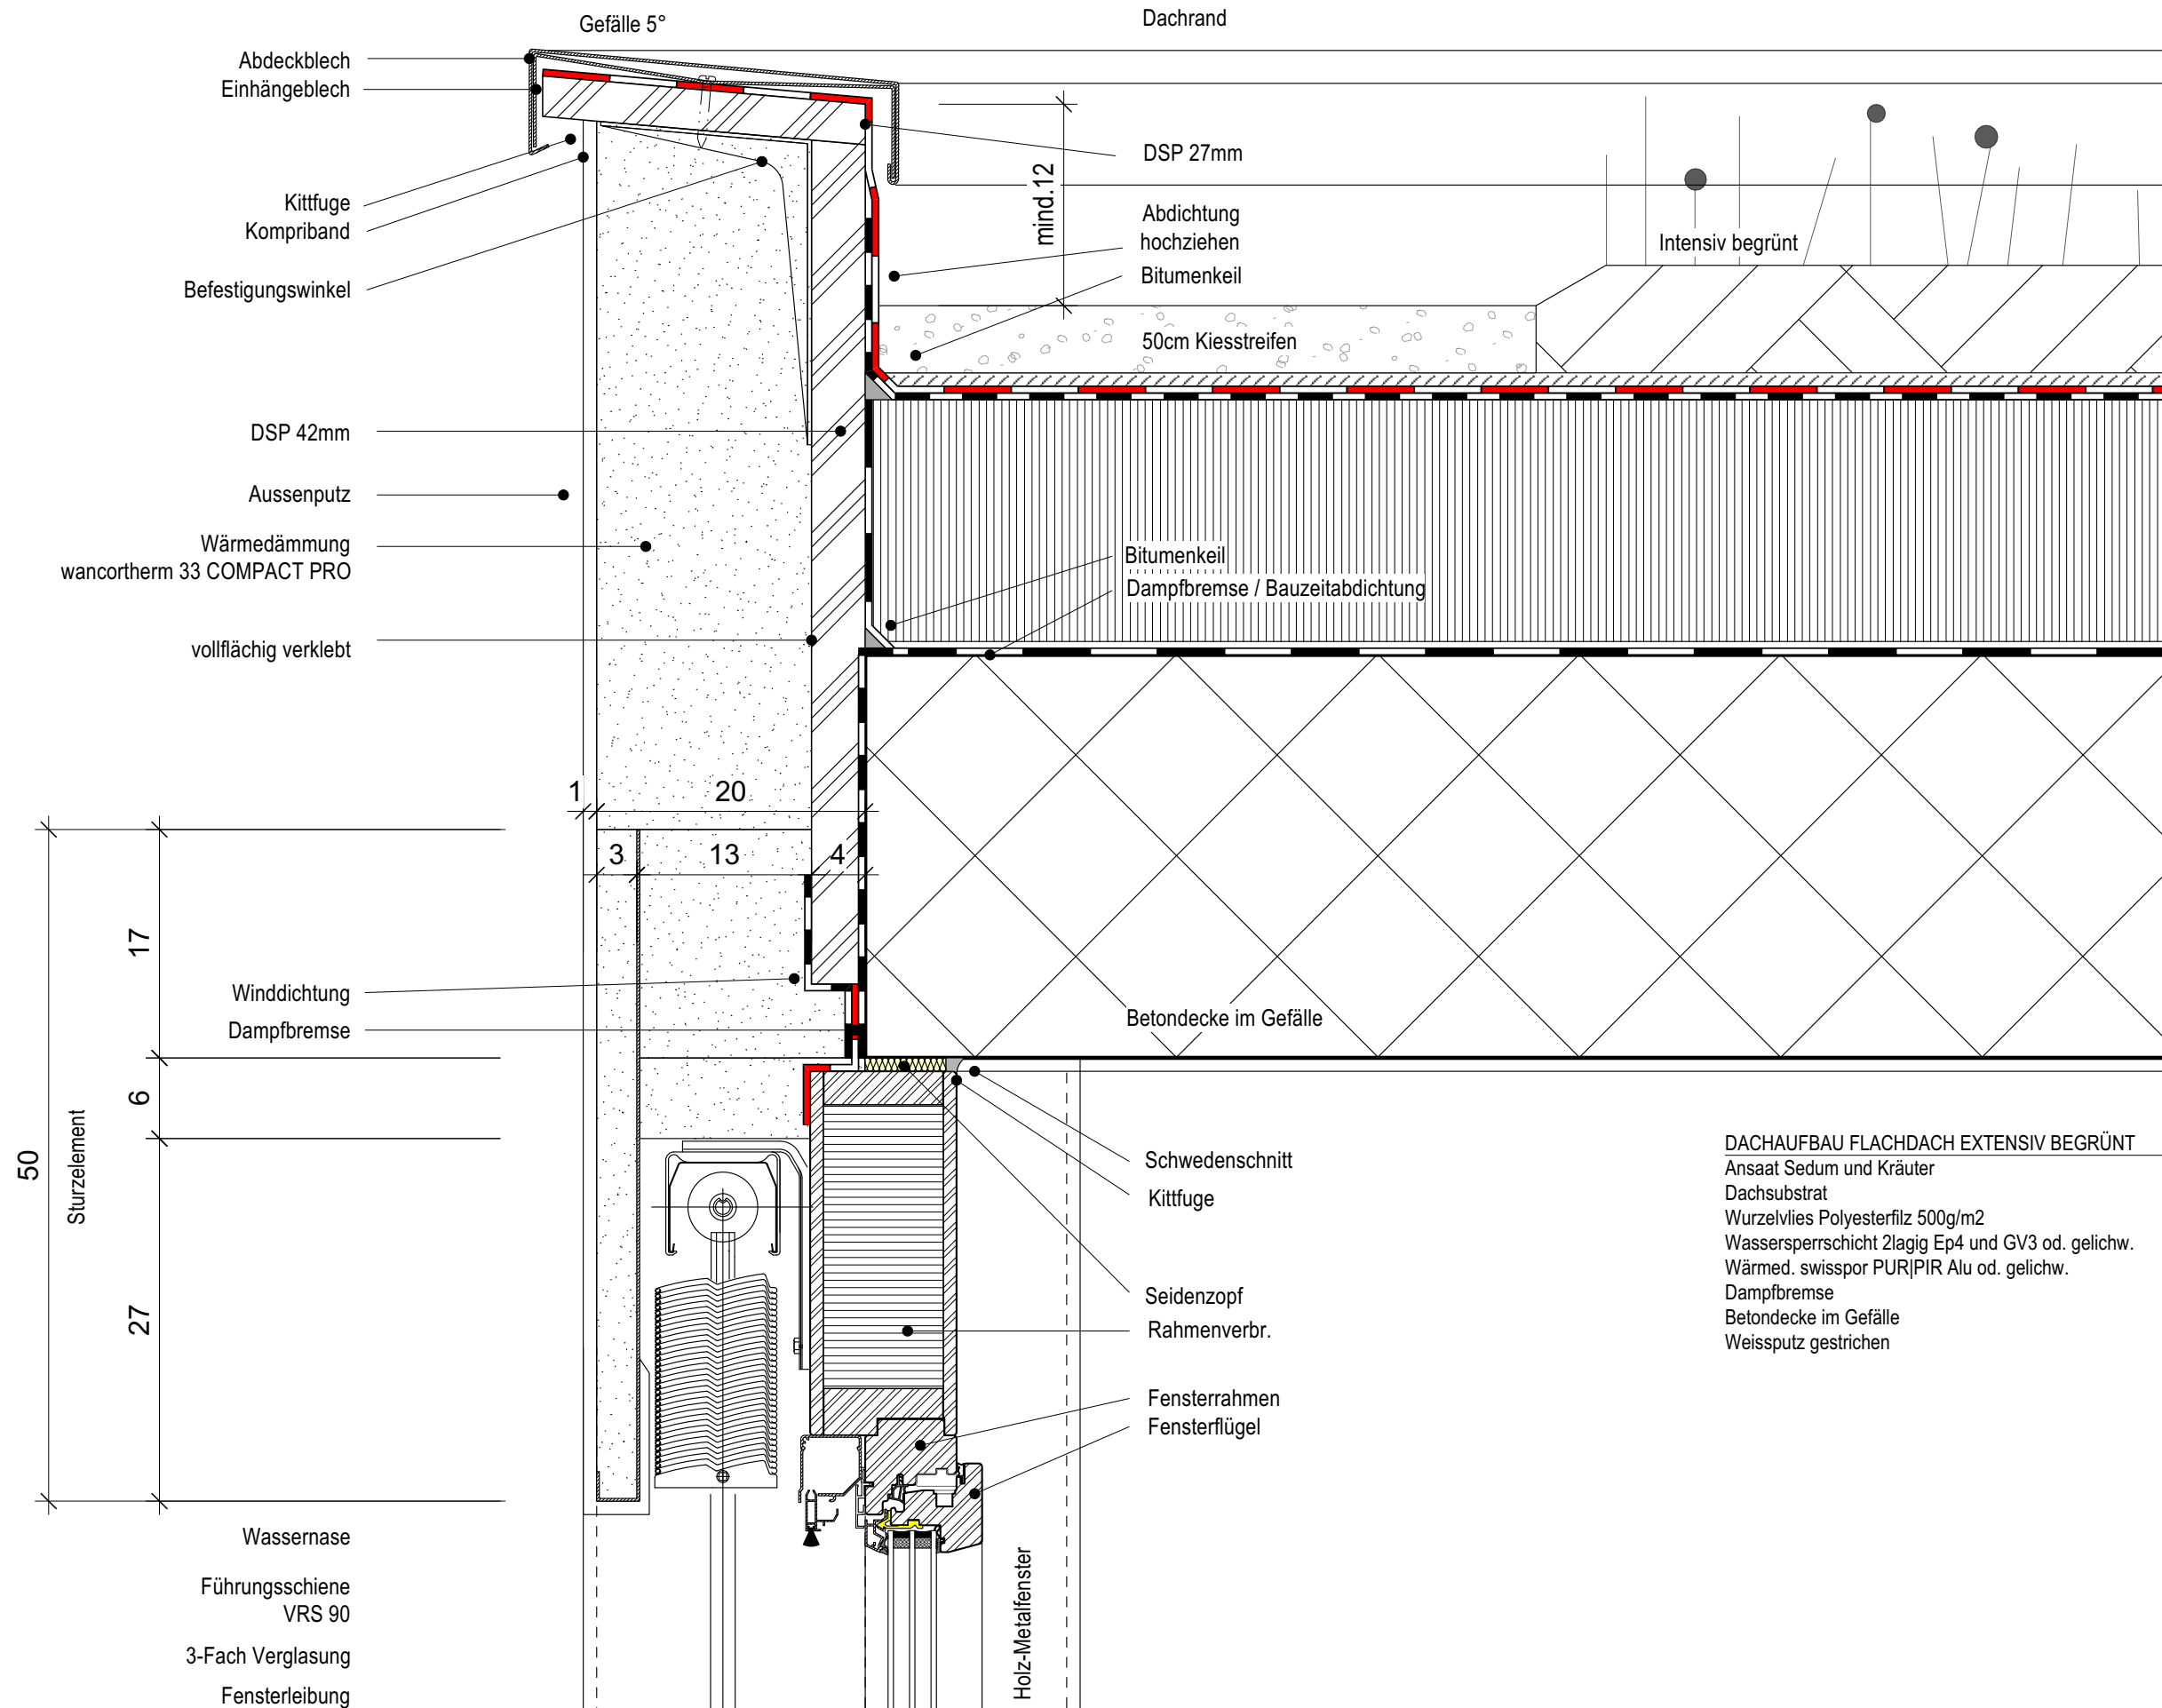 Gefälle 5°
Dachrand
Abdeckblech
Einhängeblech
Kittfuge
Kompriband
Befestigungswinkel
DSP 27mm
mind.12
Abdichtung
hochziehen
Bitumenkeil
Intensiv begrünt
50cm Kiesstreifen
DSP 42mm
Aussenputz
Wärmedämmung
wancortherm 33 COMPACT PRO
vollflächig verklebt
Bitumenkeil
Dampfbremse / Bauzeitabdichtung
1
20
3
13
4
17
6
27
50
Sturzelement
Winddichtung
Dampfbremse
Betondecke im Gefälle
Schwedenschnitt
Kittfuge
Seidenzopf
Rahmenverbr.
Fensterrahmen
Fensterflügel
DACHAUFBAU FLACHDACH EXTENSIV BEGRÜNT
Ansaat Sedum und Kräuter
Dachsubstrat
Wurzelvlies Polyesterfilz 500g/m2
Wassersperrschicht 2lagig Ep4 und GV3 od. gelichw.
Wärmed. swisspor PUR|PIR Alu od. gelichw.
Dampfbremse
Betondecke im Gefälle
Weissputz gestrichen
Wassernase
Führungsschiene
VRS 90
3-Fach Verglasung
Fensterleibung
Holz-Metalfenster